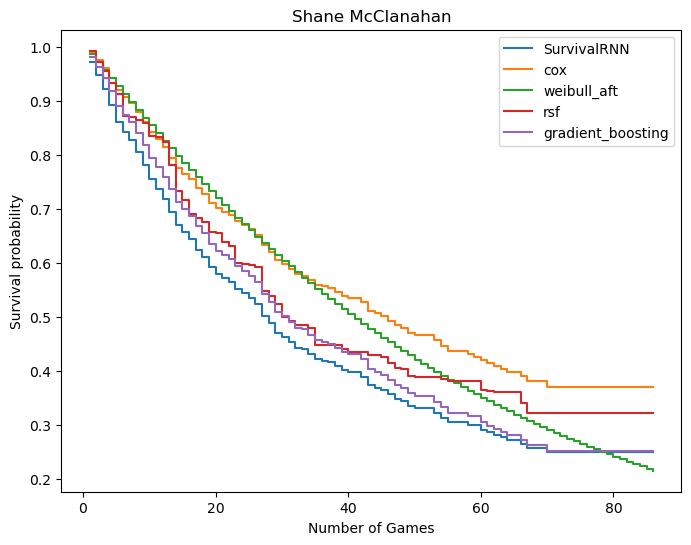 Shane McClanahan
SurvivalRNN
cox
weibull_aft
rsf
gradient_boosting
Survival probability
1.0
0.9
0.8
0.7
0.6
0.5
0.4
0.3
0.2
0 20 40 60 80
Number of Games